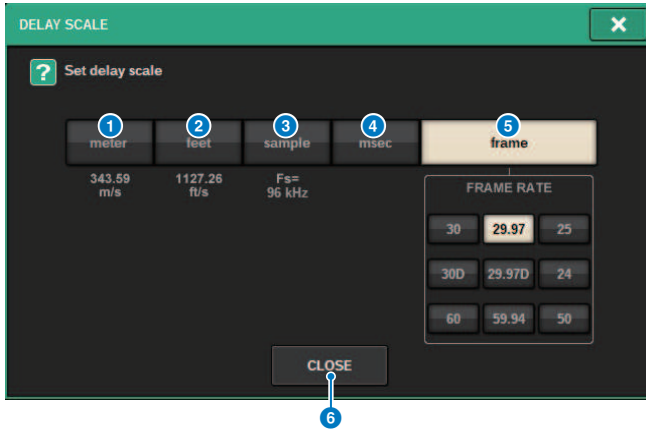 DELAY SCALE
?
Set delay scale
1 2 3 4 5
meter feet sample msec frame
343.59 m/s
1127.26 ft/s
Fs= 96 kHz
FRAME RATE
30 29.97 25
30D 29.97D 24
60 59.94 50
CLOSE
6